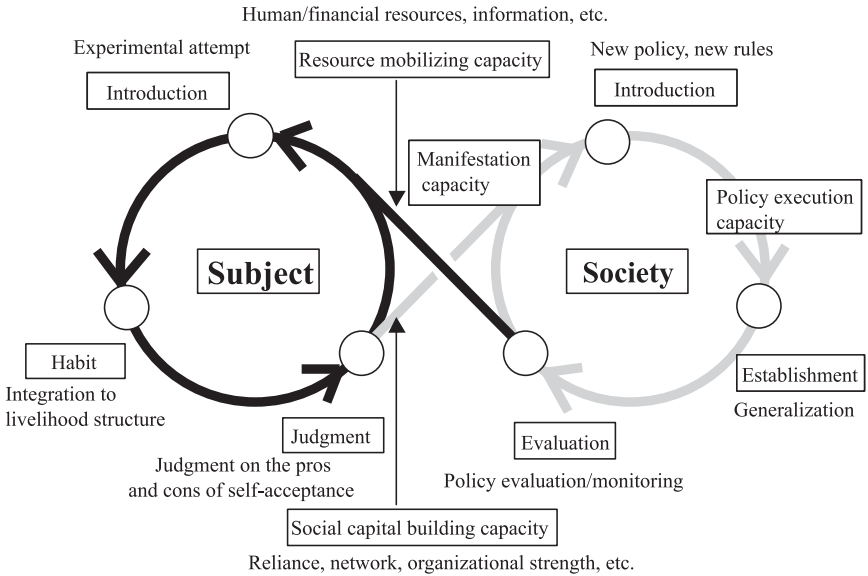 Human/financial resources, information, etc.
Experimental attempt
Resource mobilizing capacity
New policy, new rules
Introduction
Introduction
Manifestation
capacity
Policy execution
capacity
Subject
Society
Habit
Integration to
livelihood structure
Establishment
Generalization
Judgment
Judgment on the pros
and cons of self-acceptance
Evaluation
Policy evaluation/monitoring
Social capital building capacity
Reliance, network, organizational strength, etc.